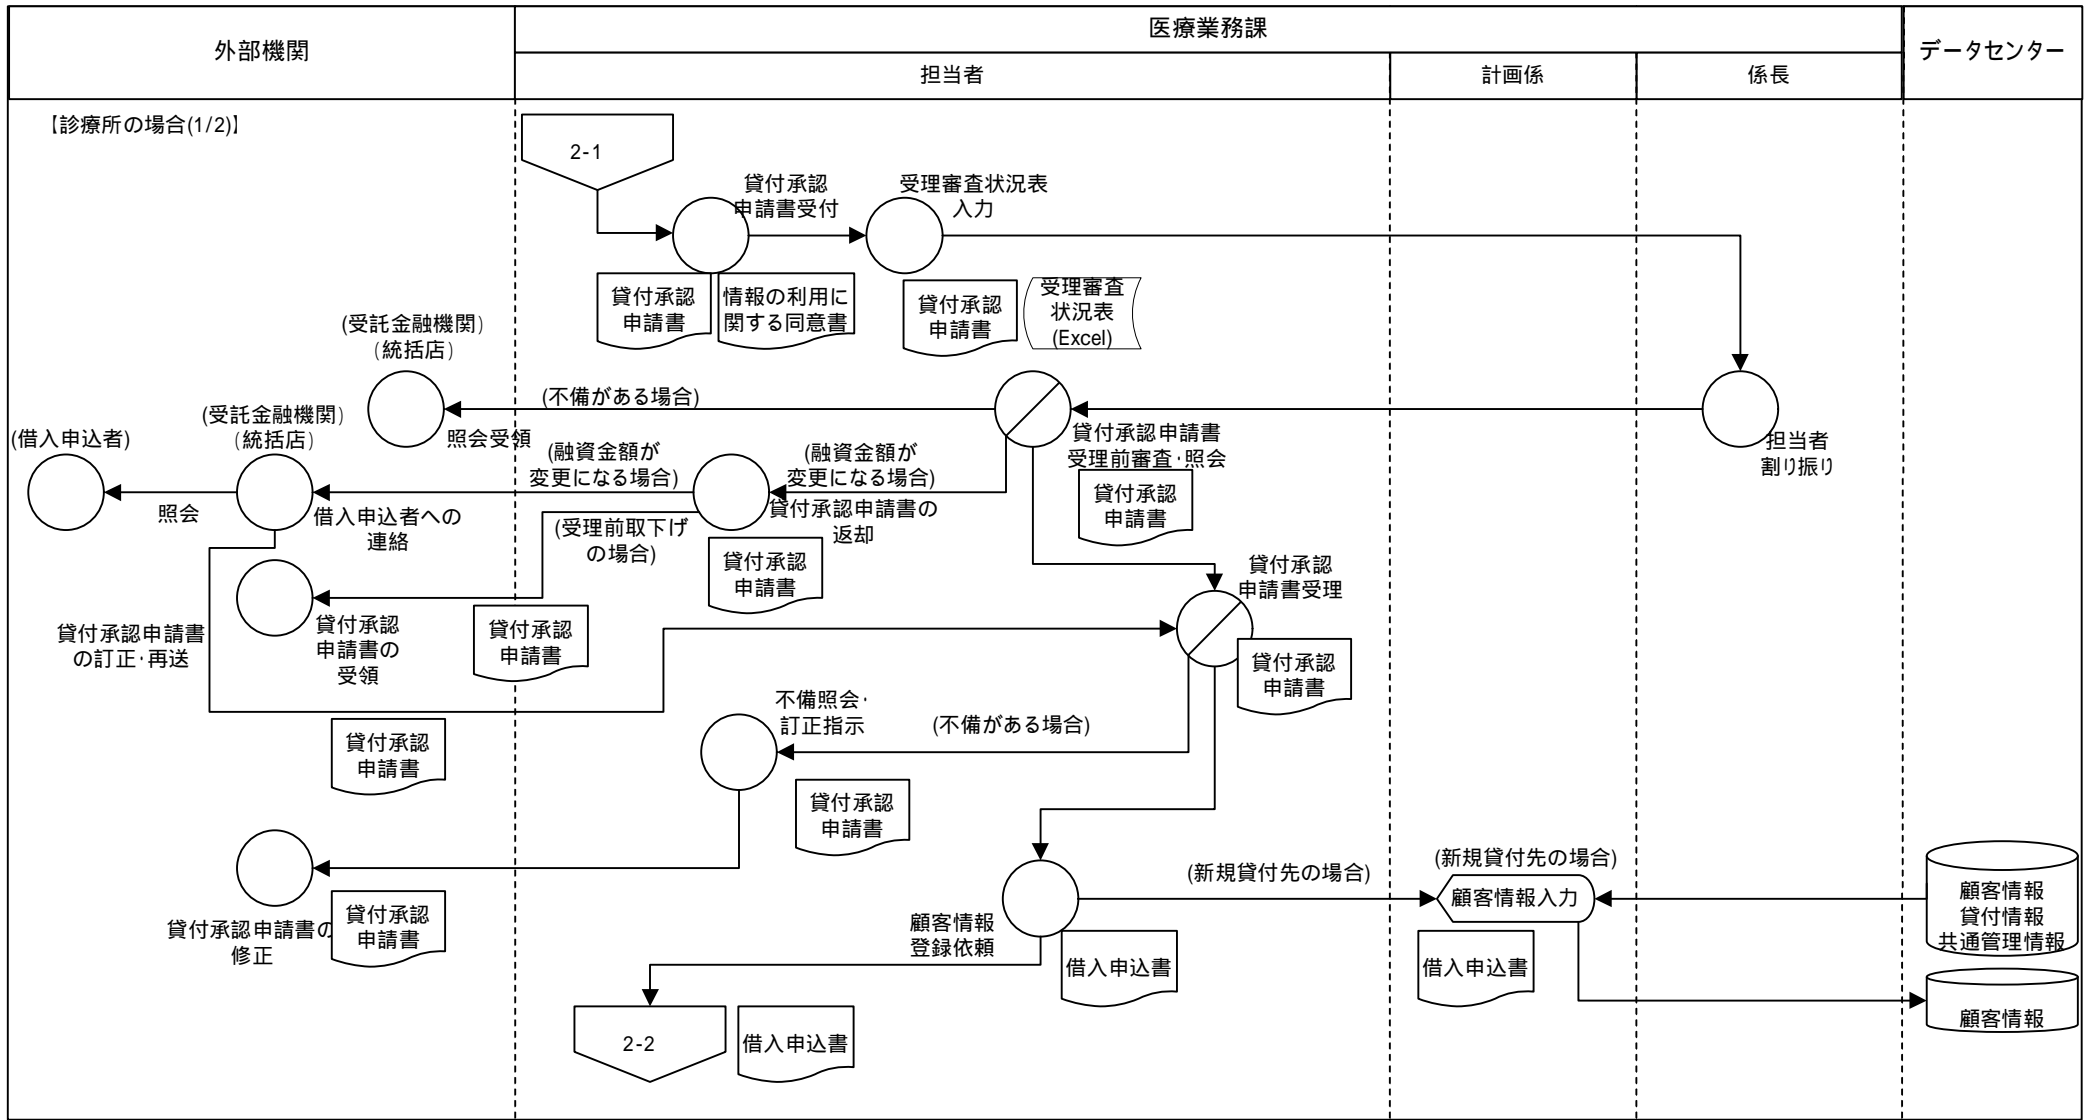 外部機関
医療業務課
データセンター
担当者
計画係
係長
【診療所の場合(1/2)】
2-1
貸付承認
申請書受付
受理審査状況表
入力
貸付承認
申請書
情報の利用に
関する同意書
貸付承認
申請書
受理審査
状況表
(Excel)
(受託金融機関)
(統括店)
(不備がある場合)
照会受領
貸付承認申請書
受理前審査・照会
担当者
割り振り
(借入申込者)
(受託金融機関)
(統括店)
(融資金額が
変更になる場合)
(融資金額が
変更になる場合)
貸付承認
申請書
照会
借入申込者への
連絡
(受理前取下げ
の場合)
貸付承認申請書の
返却
貸付承認
申請書
貸付承認
申請書受理
貸付承認申請書
の訂正・再送
貸付承認
申請書の
受領
貸付承認
申請書
貸付承認
申請書
不備照会・
訂正指示
(不備がある場合)
貸付承認
申請書
貸付承認
申請書
貸付承認申請書の
修正
貸付承認
申請書
顧客情報
登録依頼
(新規貸付先の場合)
(新規貸付先の場合)
顧客情報入力
顧客情報
貸付情報
共通管理情報
借入申込書
借入申込書
顧客情報
2-2
借入申込書